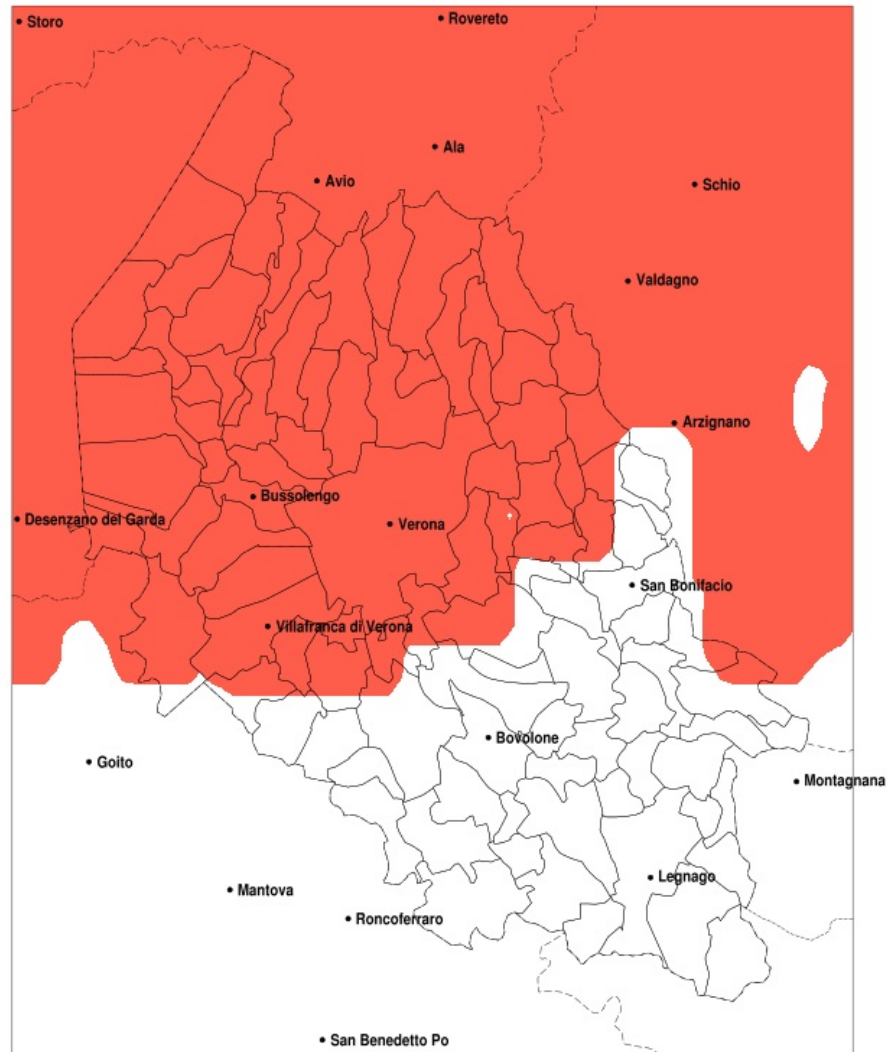 Storo
Rovereto
Ala
Avio
Schio
Valdagno
Arzignano
Bussolengo
Desenzano del Garda
Verona
San Bonifacio
Villafranca di Verona
Bovolone
Goito
Montagnana
Legnago
Mantova
Roncoferraro
San Benedetto Po